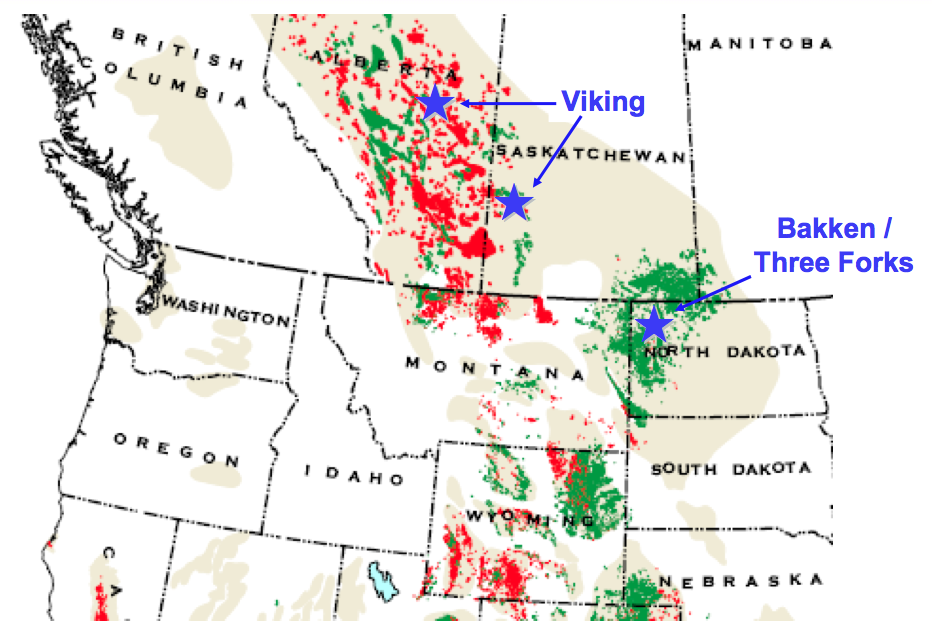 BRITISH
COLUMBIA
ALBERTA
MANITOBA
Viking
SASKATCHEWAN
Bakken /
Three Forks
WASHINGTON
MONTANA
NORTH DAKOTA
OREGON
IDAHO
SOUTH DAKOTA
WYOMING
NEBRASKA
C
A